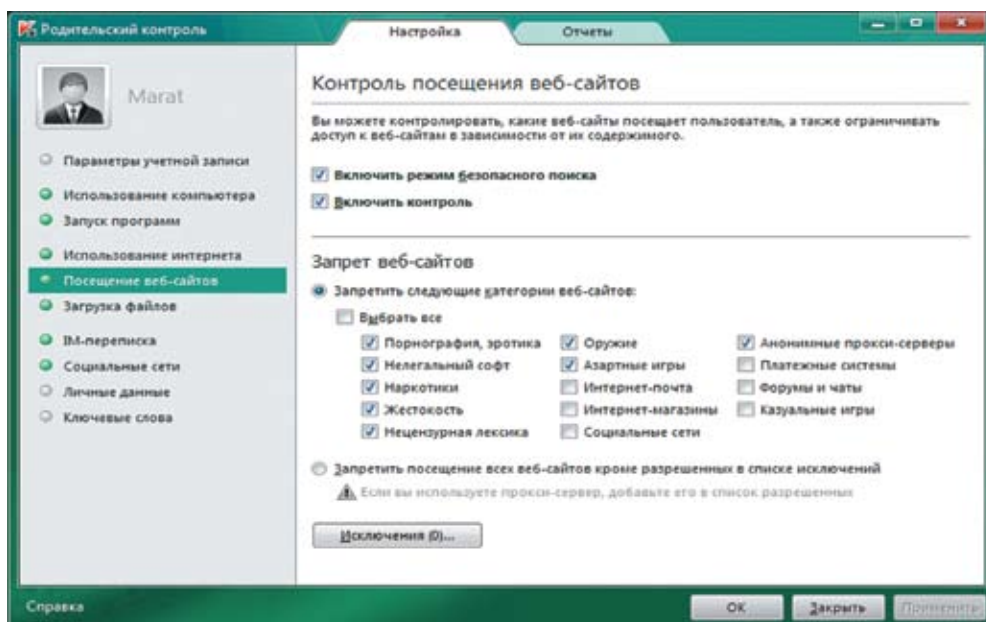 Родительский контроль
Настройка
Отчеты
Marat
Параметры учетной записи
Использование компьютера
Запуск программ
Использование интернета
Посещение веб-сайтов
Загрузка файлов
IM-переписка
Социальные сети
Личные данные
Ключевые слова
Контроль посещения веб-сайтов
Вы можете контролировать, какие веб-сайты посещает пользователь, а также ограничивать
доступ к веб-сайтам в зависимости от их содержимого.
Включить режим безопасного поиска
Включить контроль
Запрет веб-сайтов
Запретить следующие категории веб-сайтов:
Выбрать все
Порнография, эротика
Оружие
Анонимные прокси-серверы
Нелегальный софт
Азартные игры
Платежные системы
Наркотики
Интернет-почта
Форумы и чаты
Жестокость
Интернет-магазины
Казуальные игры
Нецензурная лексика
Социальные сети
Запретить посещение всех веб-сайтов кроме разрешенных в списке исключений
Если вы используете прокси-сервер, добавьте его в список разрешенных
Исключения (0)...
Справка
OK
Закрыть
Применить